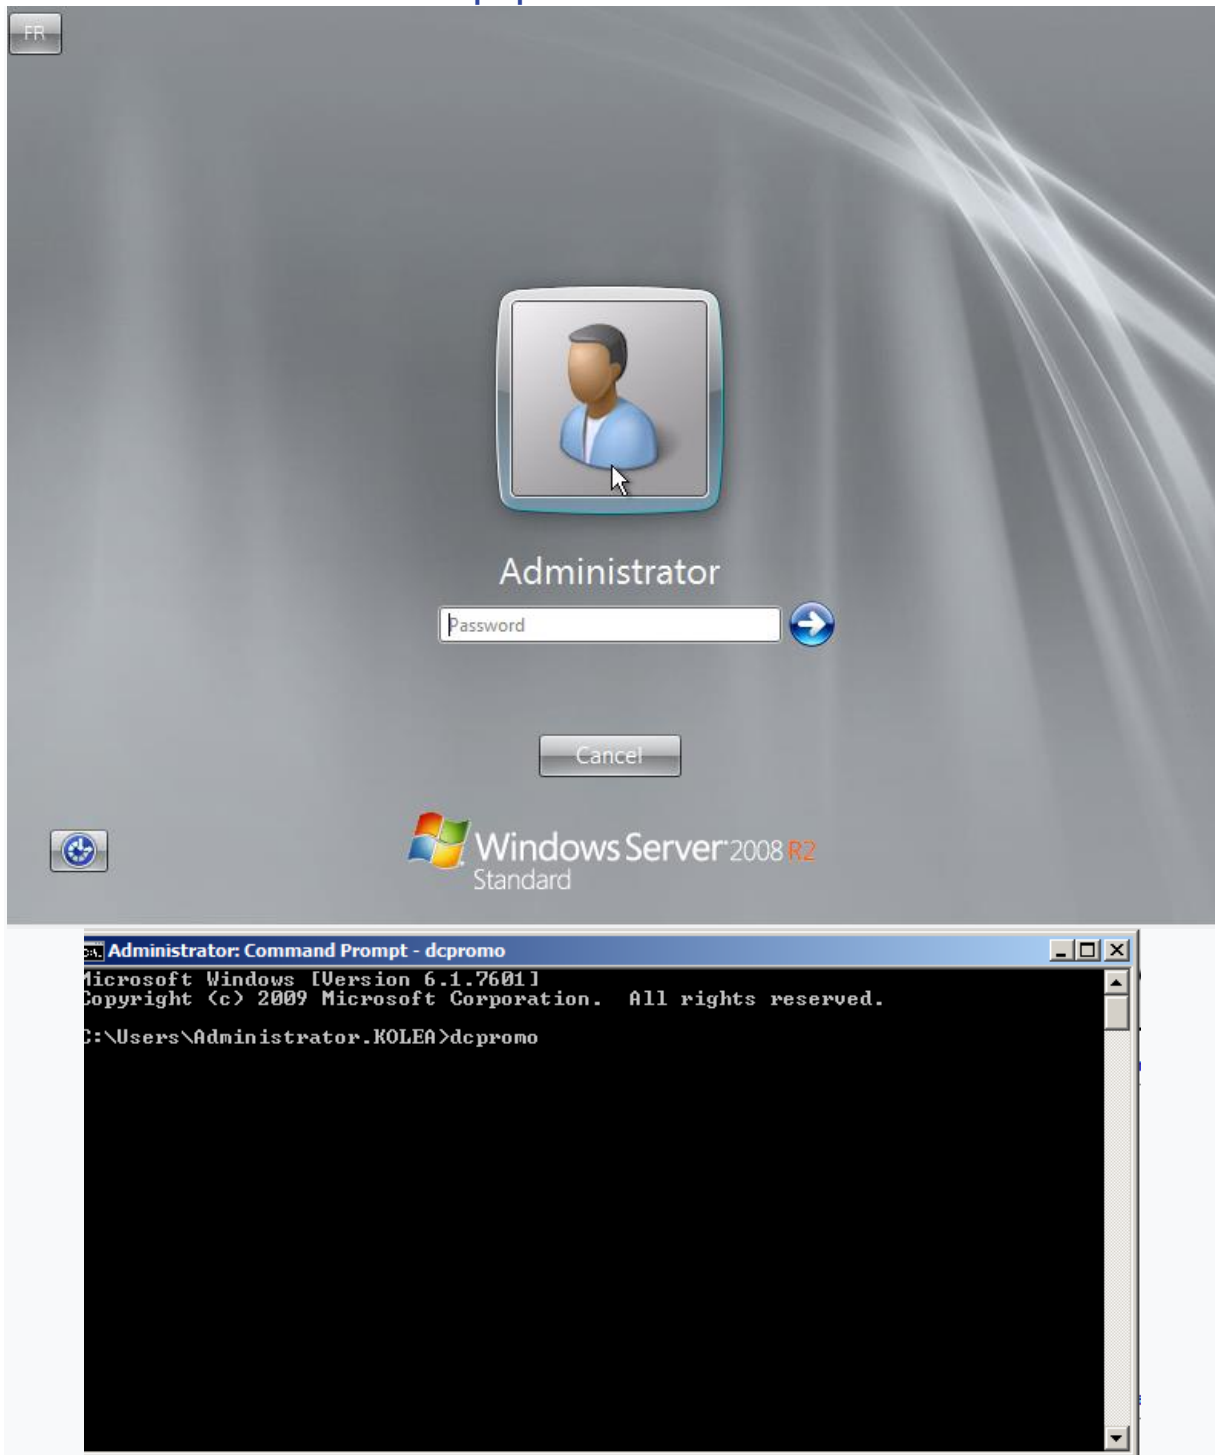 FR
Administrator
Password
Cancel
Windows Server 2008 R2
Standard
Administrator: Command Prompt - dcpromo
Microsoft Windows [Version 6.1.7601]
Copyright (c) 2009 Microsoft Corporation.  All rights reserved.
C:\Users\Administrator.KOLEA>dcpromo